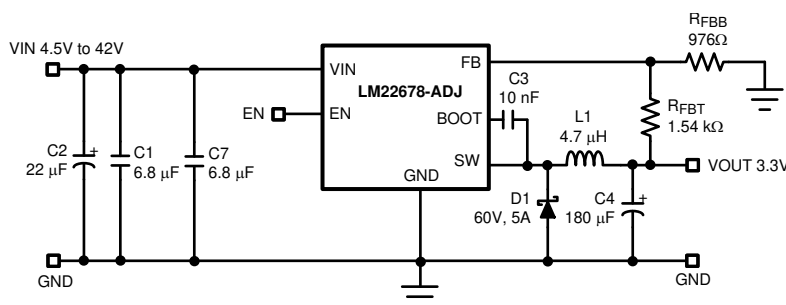 VIN 4.5V to 42V
VIN
FB
LM22678-ADJ
EN
EN
BOOT
SW
GND
C3
10 nF
RFBB
976Ω
L1
4.7 μH
RFBT
1.54 kΩ
VOUT 3.3V
C2
22 μF
+
C1
6.8 μF
C7
6.8 μF
D1
60V, 5A
C4
180 μF
+
GND
GND